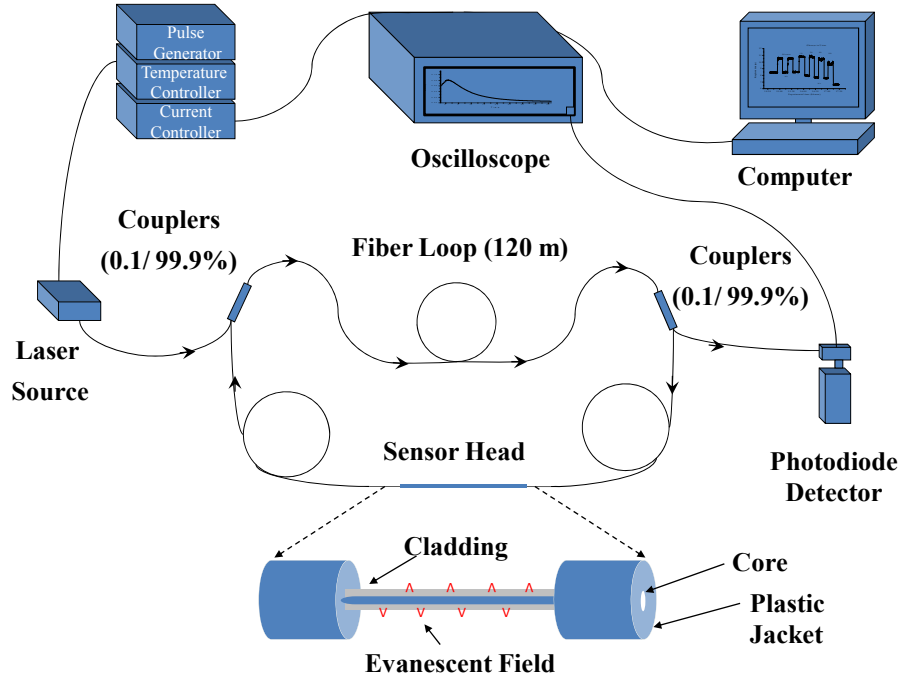 Pulse
Generator
Temperature
Controller
Current
Controller
Oscilloscope
Computer
Couplers
(0.1/ 99.9%)
Fiber Loop (120 m)
Couplers
(0.1/ 99.9%)
Laser
Source
Sensor Head
Photodiode
Detector
Cladding
Core
Plastic
Jacket
Evanescent Field